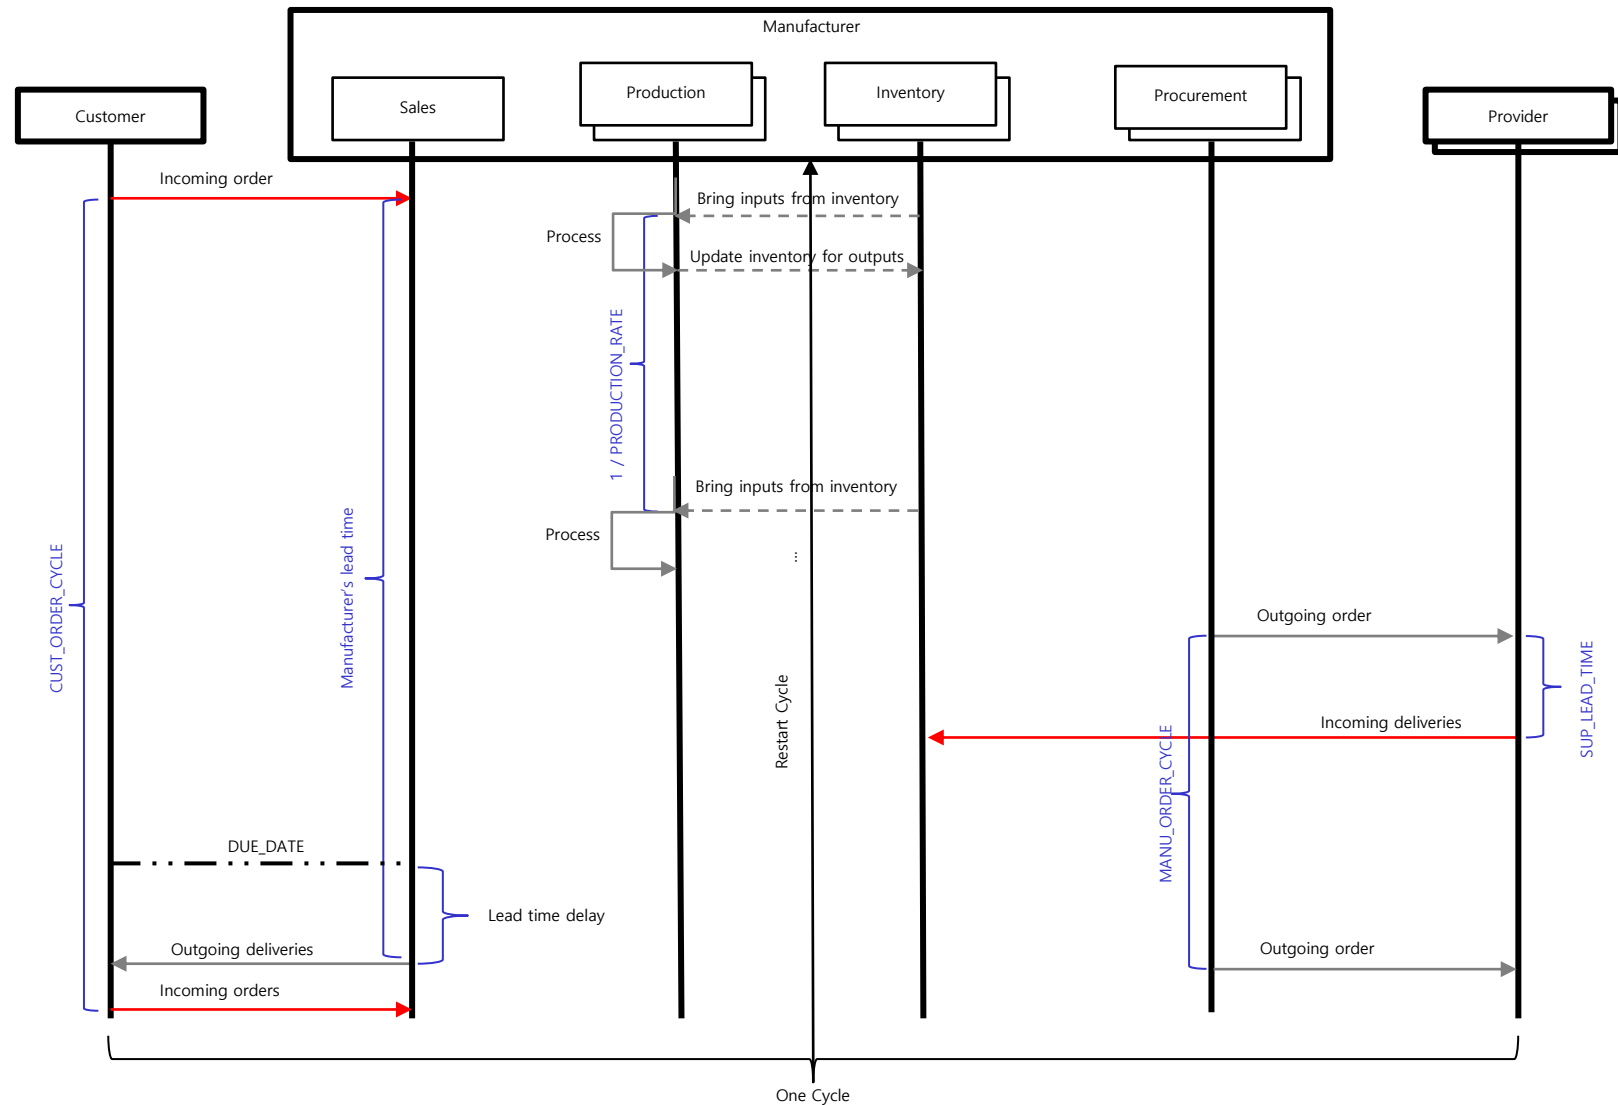 Manufacturer
Customer
Sales
Production
Inventory
Procurement
Provider
Incoming order
Bring inputs from inventory
Process
Update inventory for outputs
1 / PRODUCTION_RATE
Bring inputs from inventory
Process
...
CUST_ORDER_CYCLE
Manufacturer's lead time
Outgoing order
SUP_LEAD_TIME
Restart Cycle
Incoming deliveries
MANU_ORDER_CYCLE
DUE_DATE
Lead time delay
Outgoing deliveries
Outgoing order
Incoming orders
One Cycle